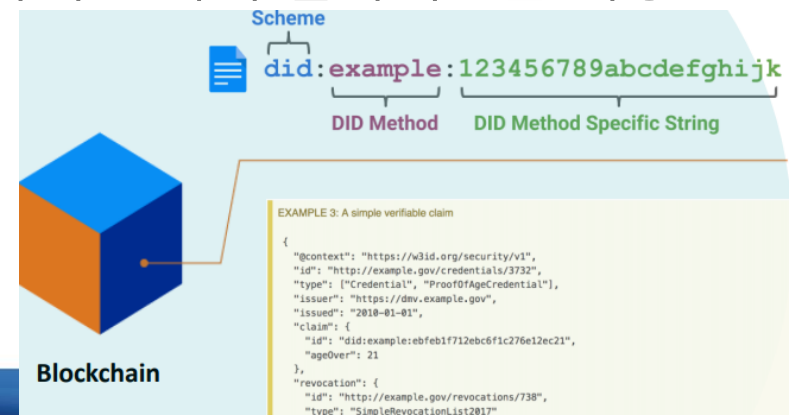 Scheme
did:example:123456789abcdefghijk
DID Method DID Method Specific String
EXAMPLE 3: A simple verifiable claim
{
"@context": "https://w3id.org/security/v1",
"id": "http://example.gov/credentials/3732",
"type": ["Credential", "ProofOfAgeCredential"],
"issuer": "https://dmv.example.gov",
"issued": "2010-01-01",
"claim": {
"id": "did:example:ebfeb1f712ebc6f1c276e12ec21",
"ageOver": 21
},
"revocation": {
"id": "http://example.gov/revocations/738",
"type": "SimpleRevocationList2017"
Blockchain